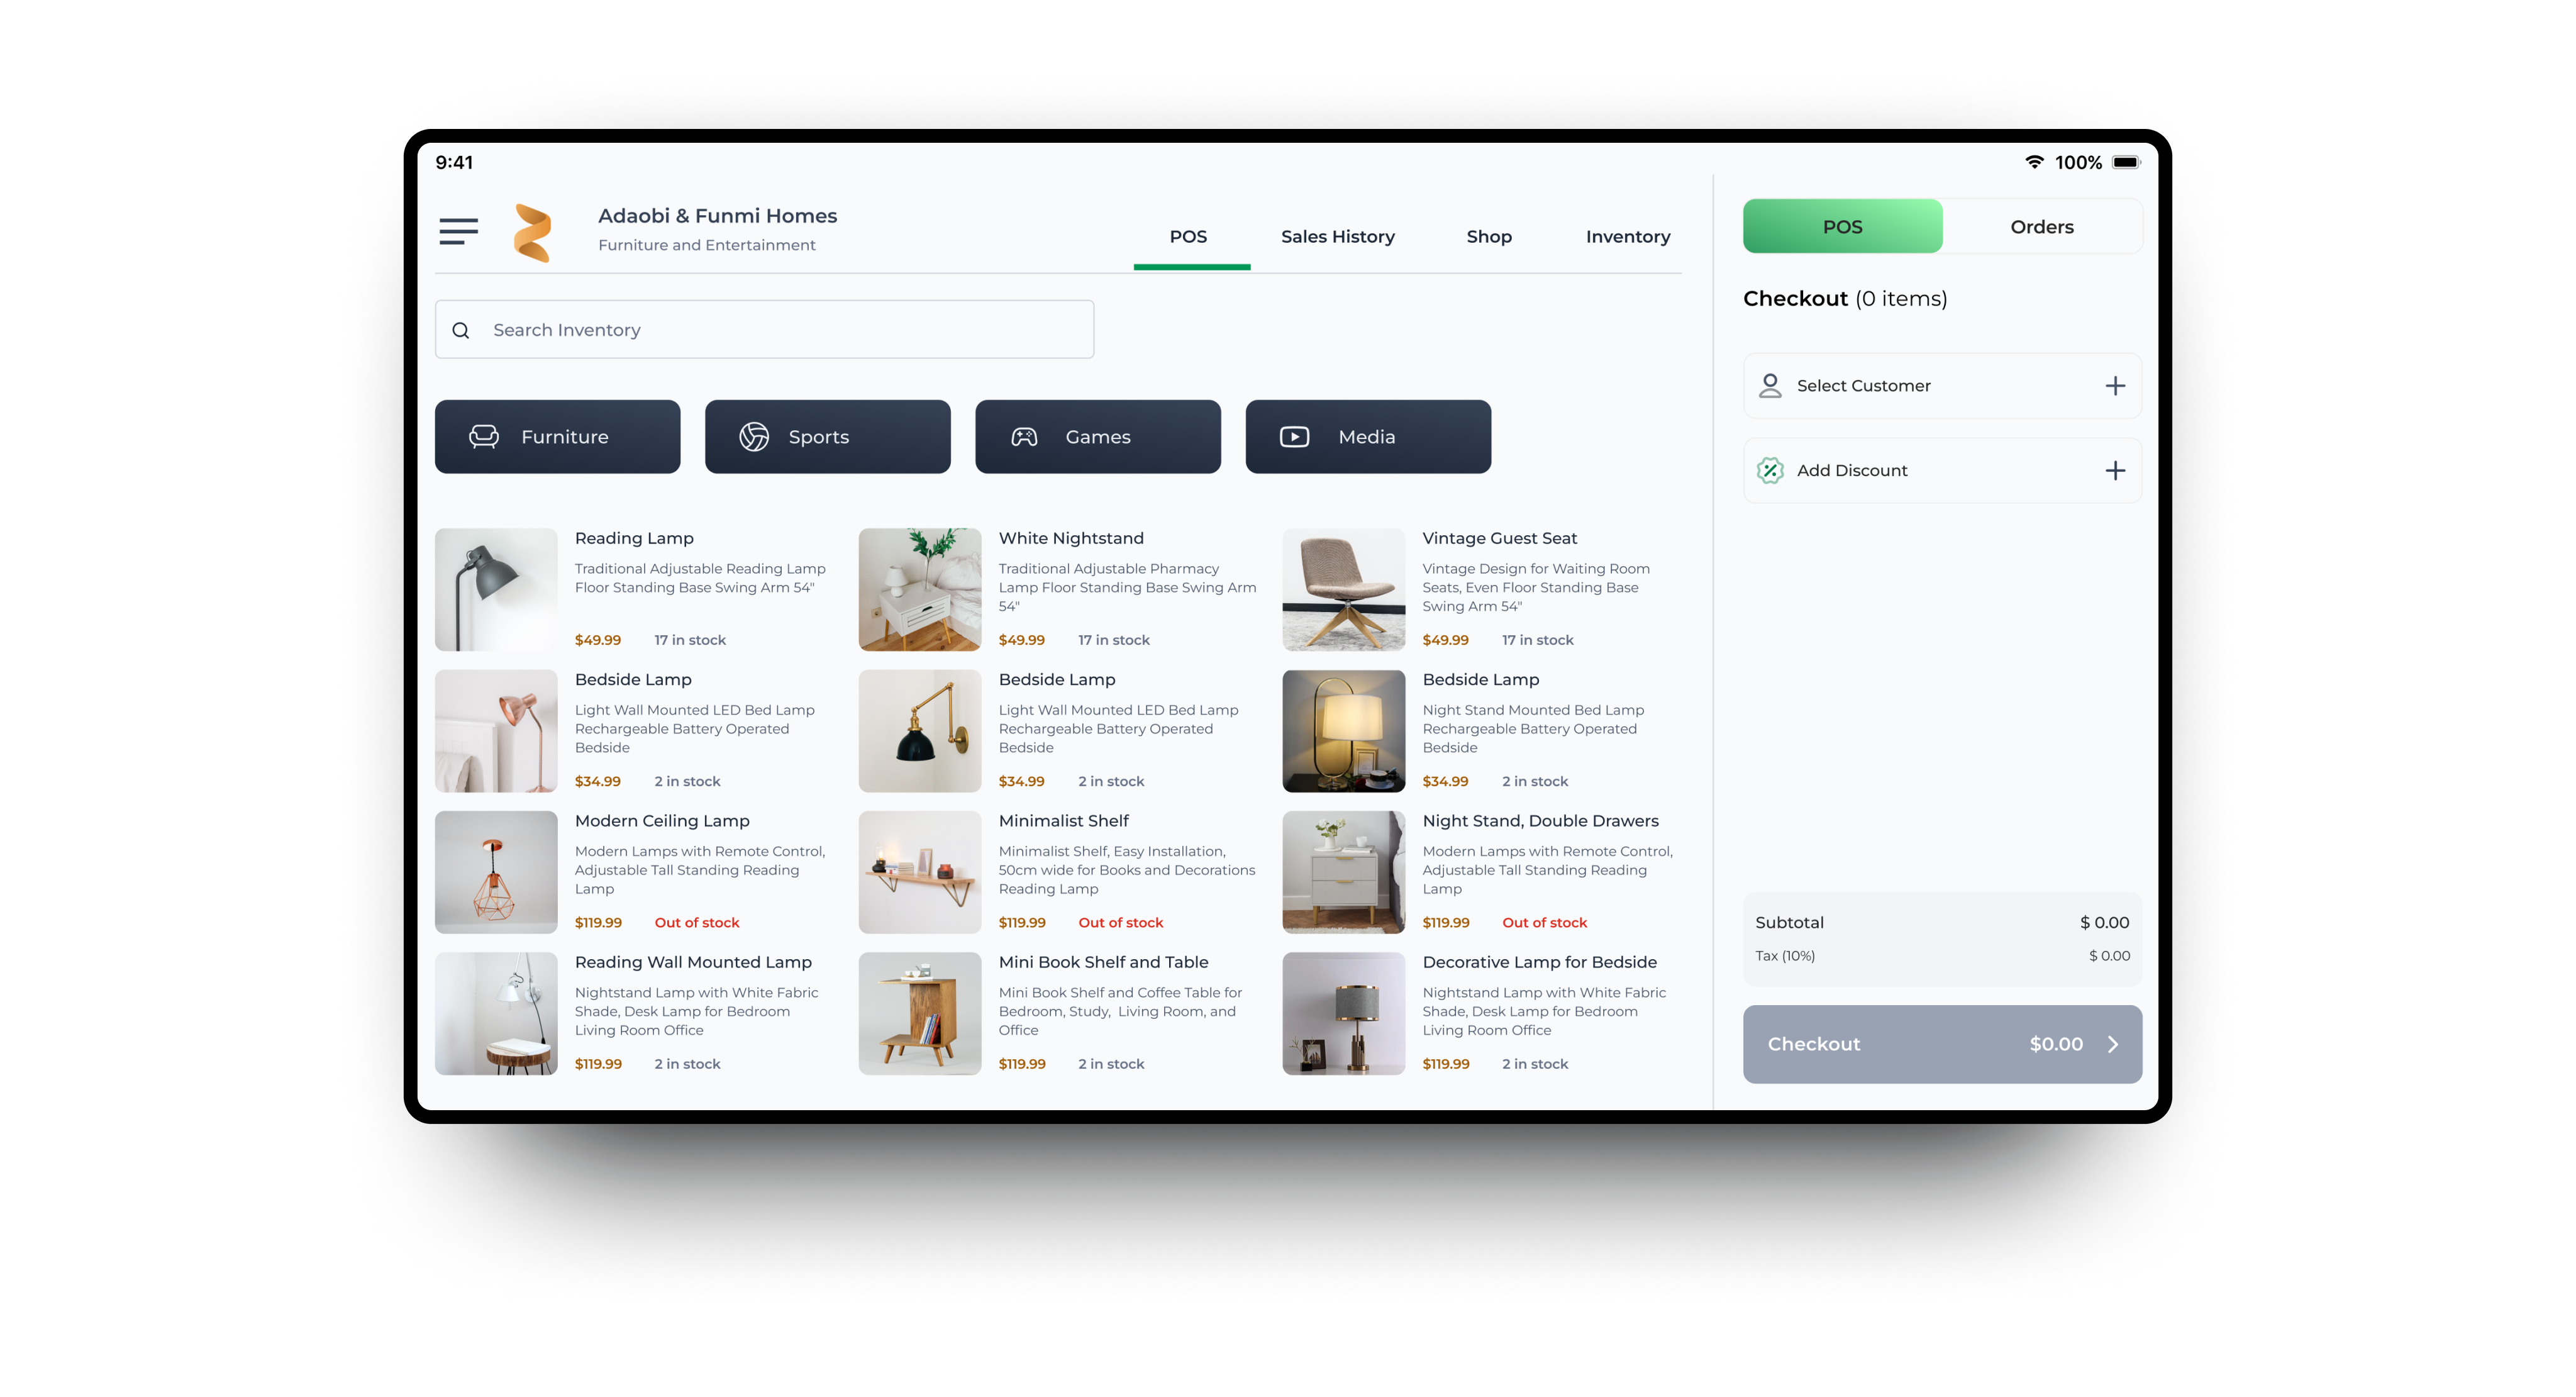 9:41
100%
Adaobi & Funmi Homes
Furniture and Entertainment
POS
Sales History
Shop
Inventory
Search Inventory
Furniture
Sports
Games
Media
Reading Lamp
Traditional Adjustable Reading Lamp
Floor Standing Base Swing Arm 54"
$49.99 17 in stock
White Nightstand
Traditional Adjustable Pharmacy
Lamp Floor Standing Base Swing Arm
54"
$49.99 17 in stock
Vintage Guest Seat
Vintage Design for Waiting Room
Seats, Even Floor Standing Base
Swing Arm 54"
$49.99 17 in stock
Bedside Lamp
Light Wall Mounted LED Bed Lamp
Rechargeable Battery Operated
Bedside
$34.99 2 in stock
Bedside Lamp
Light Wall Mounted LED Bed Lamp
Rechargeable Battery Operated
Bedside
$34.99 2 in stock
Bedside Lamp
Night Stand Mounted Bed Lamp
Rechargeable Battery Operated
Bedside
$34.99 2 in stock
Modern Ceiling Lamp
Modern Lamps with Remote Control,
Adjustable Tall Standing Reading
Lamp
$119.99 Out of stock
Minimalist Shelf
Minimalist Shelf, Easy Installation,
50cm wide for Books and Decorations
Reading Lamp
$119.99 Out of stock
Night Stand, Double Drawers
Modern Lamps with Remote Control,
Adjustable Tall Standing Reading
Lamp
$119.99 Out of stock
Reading Wall Mounted Lamp
Nightstand Lamp with White Fabric
Shade, Desk Lamp for Bedroom
Living Room Office
$119.99 2 in stock
Mini Book Shelf and Table
Mini Book Shelf and Coffee Table for
Bedroom, Study,  Living Room, and
Office
$119.99 2 in stock
Decorative Lamp for Bedside
Nightstand Lamp with White Fabric
Shade, Desk Lamp for Bedroom
Living Room Office
$119.99 2 in stock
POS
Orders
Checkout (0 items)
Select Customer
Add Discount
Subtotal $ 0.00
Tax (10%) $ 0.00
Checkout $0.00